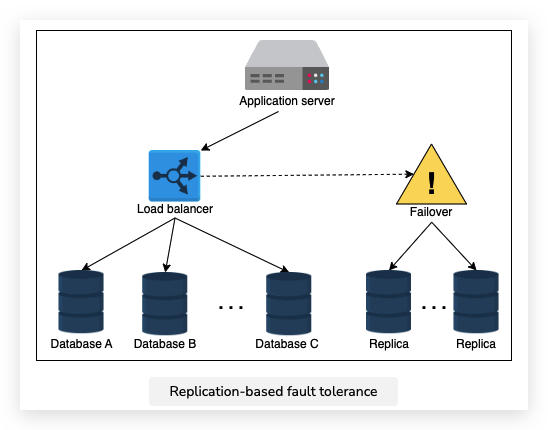 Application server
Load balancer
!
Failover
Database A
Database B
...
Database C
Replica
...
Replica
Replication-based fault tolerance